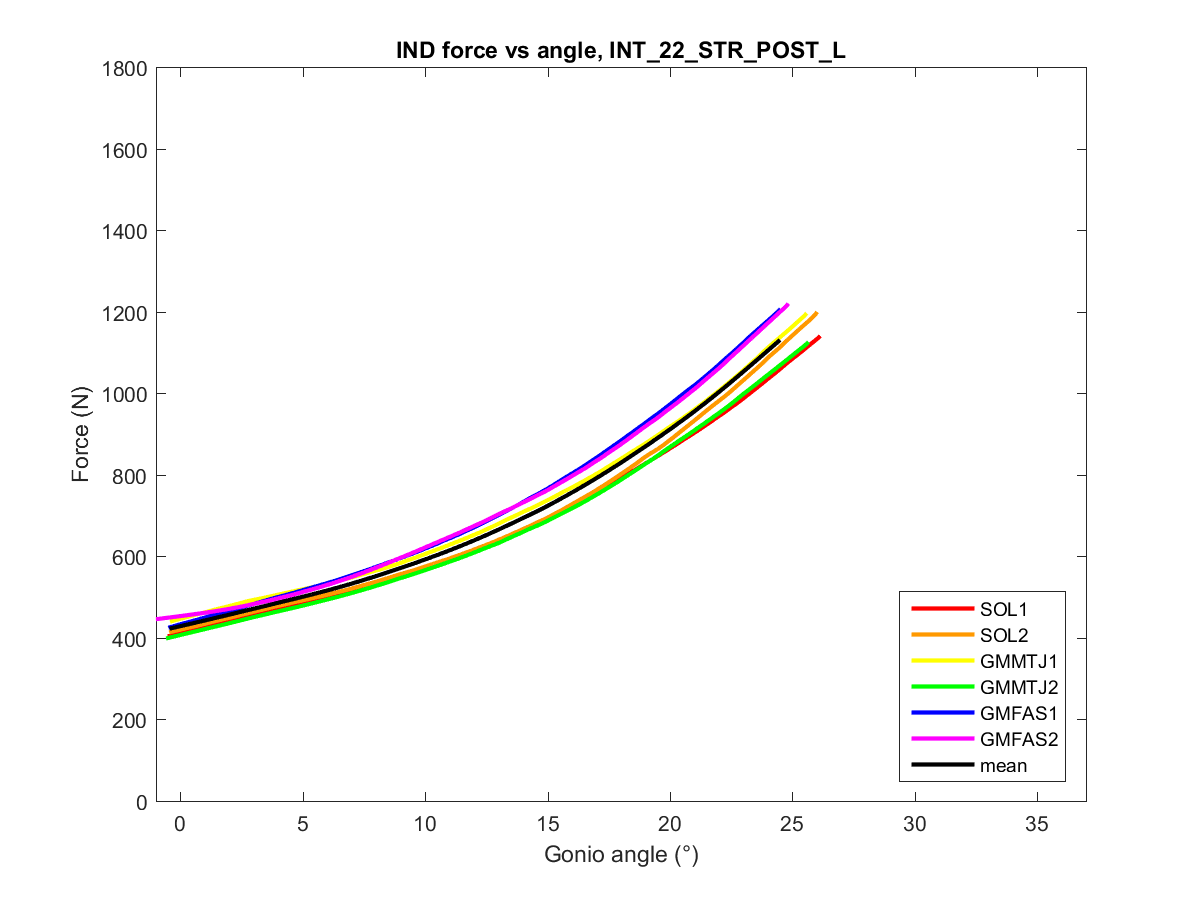 IND force vs angle, INT_22_STR_POST_L
1800
1600
1400
1200
1000
800
600
400
200
0
Force (N)
0 5 10 15 20 25 30 35
Gonio angle (°)
SOL1
SOL2
GMMTJ1
GMMTJ2
GMFAS1
GMFAS2
mean